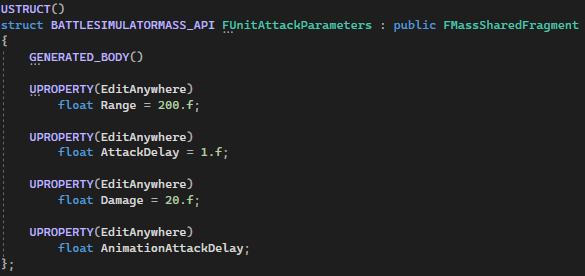 USTRUCT()
struct BATTLESIMULATORMASS_API FUnitAttackParameters : public FMassSharedFragment
{
GENERATED_BODY()
UPROPERTY(EditAnywhere)
float Range = 200.f;
UPROPERTY(EditAnywhere)
float AttackDelay = 1.f;
UPROPERTY(EditAnywhere)
float Damage = 20.f;
UPROPERTY(EditAnywhere)
float AnimationAttackDelay;
};